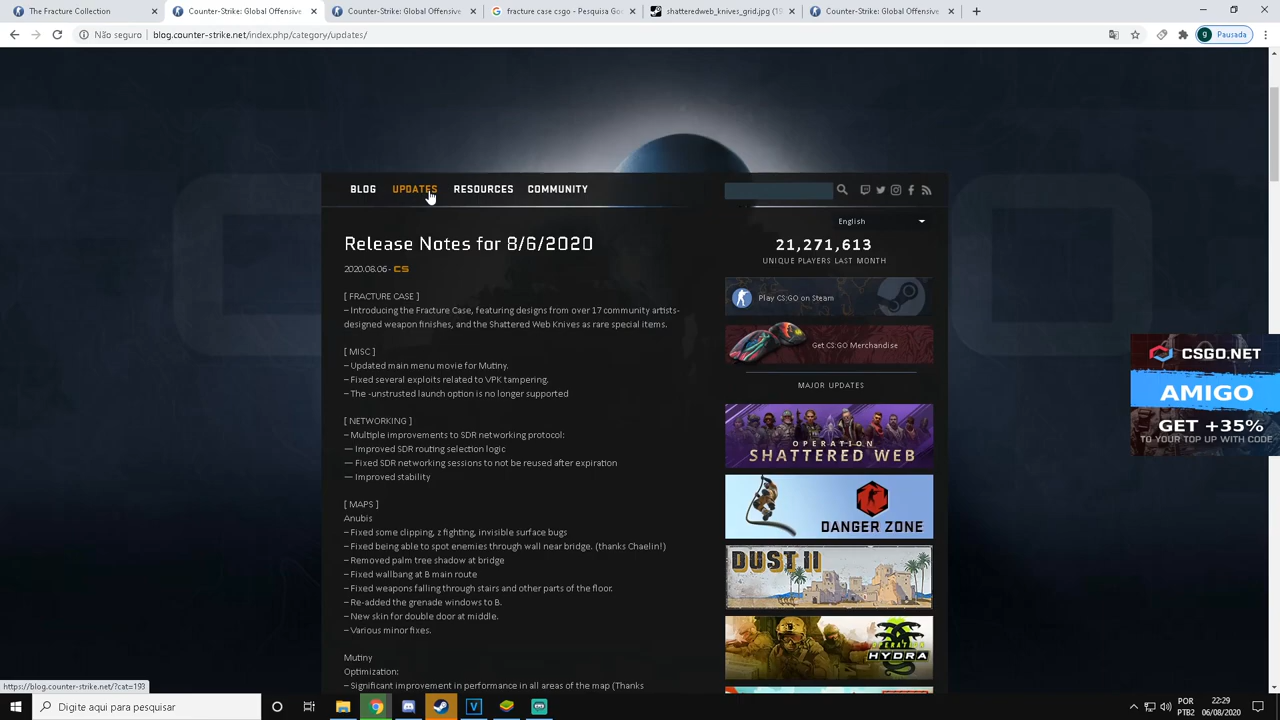 The Fracture Collection
Counter-Strike: Global Offensive
Counter-Strike: Global Offensive
fracture case csgo - Pesquisa Go
shatteredweb_knives_grid.jpg (15
Counter-Strike: Global Offensive
Não seguro
blog.counter-strike.net/index.php/category/updates/
g
Pausada
BLOG UPDATES RESOURCES COMMUNITY
English
Release Notes for 8/6/2020
2020.08.06 - CS
[ FRACTURE CASE ]
– Introducing the Fracture Case, featuring designs from over 17 community artists-
designed weapon finishes, and the Shattered Web Knives as rare special items.
[ MISC ]
– Updated main menu movie for Mutiny.
– Fixed several exploits related to VPK tampering.
– The -unstrusted launch option is no longer supported
[ NETWORKING ]
– Multiple improvements to SDR networking protocol:
— Improved SDR routing selection logic
— Fixed SDR networking sessions to not be reused after expiration
— Improved stability
[ MAPS ]
Anubis
– Fixed some clipping, z fighting, invisible surface bugs
– Fixed being able to spot enemies through wall near bridge. (thanks Chaelin!)
– Removed palm tree shadow at bridge
– Fixed wallbang at B main route
– Fixed weapons falling through stairs and other parts of the floor.
– Re-added the grenade windows to B.
– New skin for double door at middle.
– Various minor fixes.
Mutiny
Optimization:
– Significant improvement in performance in all areas of the map (Thanks
21,271,613
UNIQUE PLAYERS LAST MONTH
Play CS:GO on Steam
Get CS:GO Merchandise
MAJOR UPDATES
OPERATION
SHATTERED WEB
DANGER ZONE
DUST II
OPERATION
HYDRA
CSGO.NET
AMIGO
GET +35%
TO YOUR TOP UP WITH CODE
https://blog.counter-strike.net/?cat=193
Digite aqui para pesquisar
POR
PTB2
22:29
06/08/2020